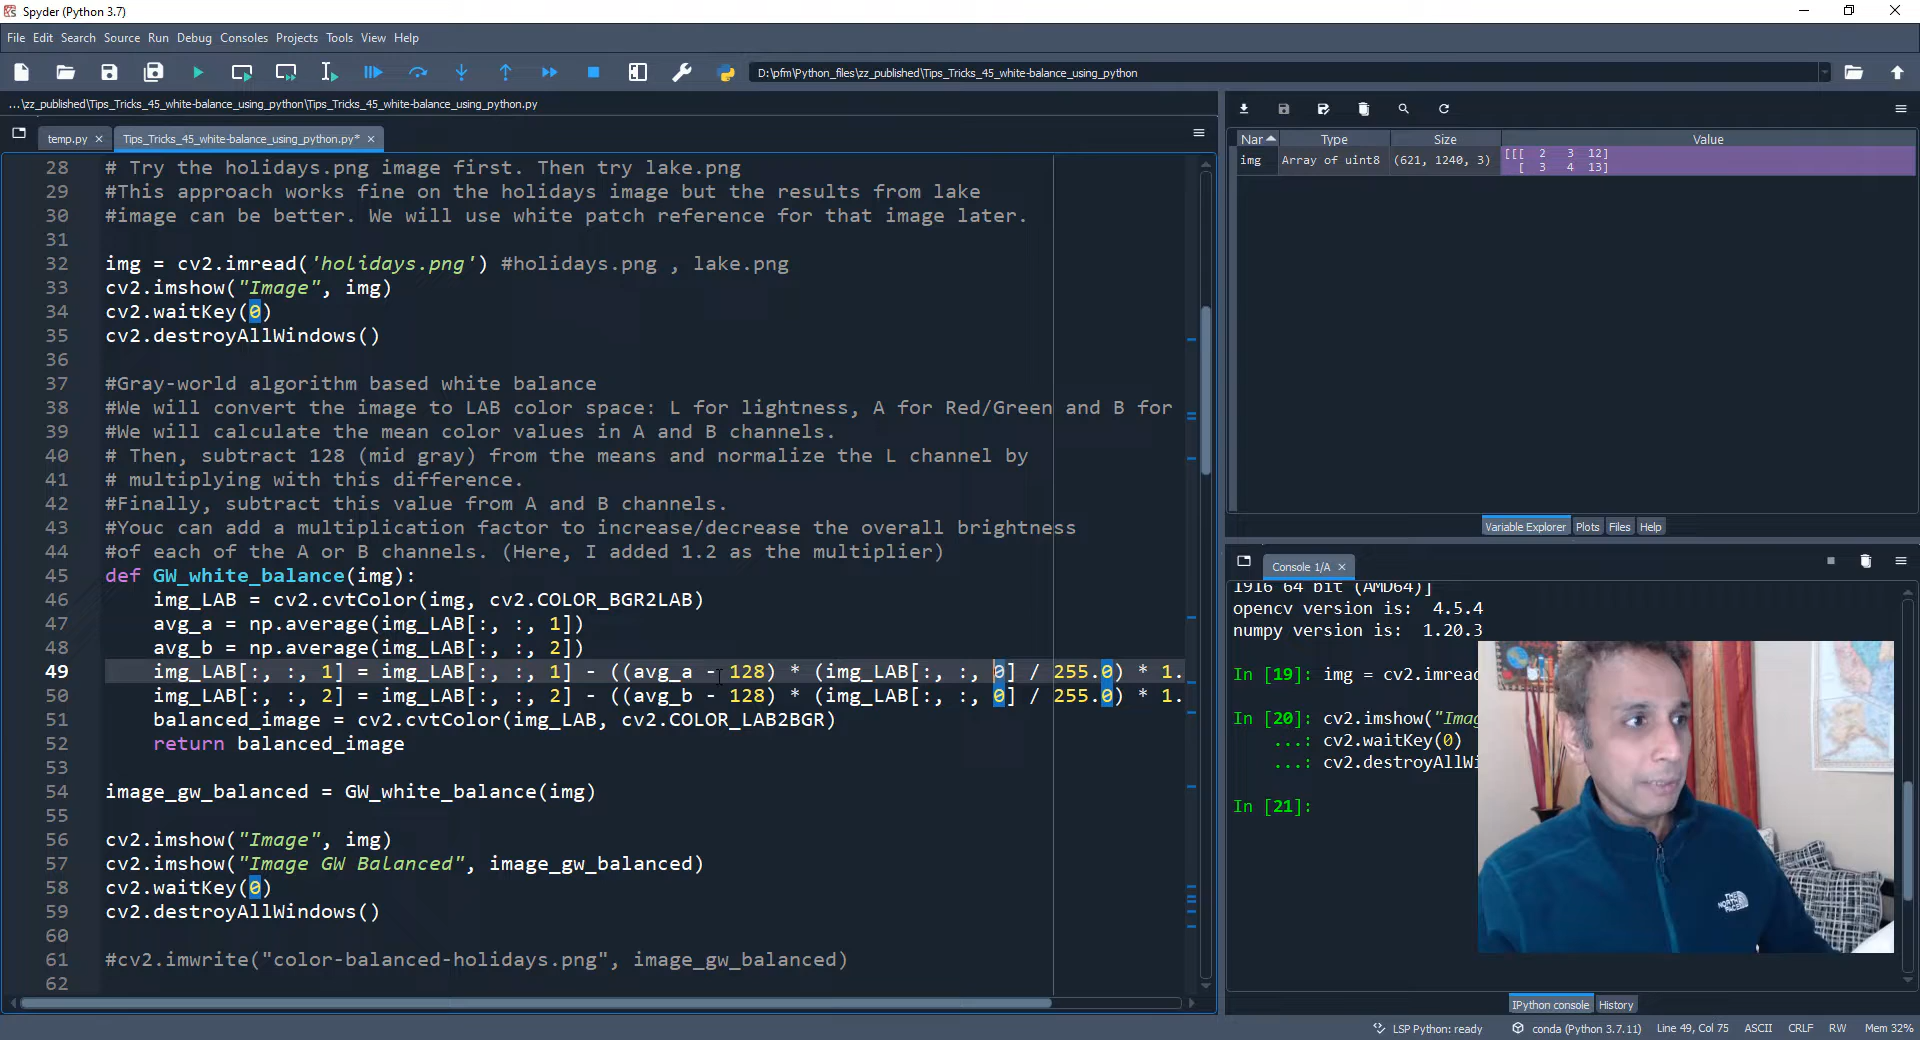 Spyder (Python 3.7)
File Edit Search Source Run Debug Consoles Projects Tools View Help
D:\pfm\Python_files\zz_published\Tips_Tricks_45_white-balance_using_python
...\zz_published\Tips_Tricks_45_white-balance_using_python\Tips_Tricks_45_white-balance_using_python.py
temp.py Tips_Tricks_45_white-balance_using_python.py*
28 # Try the holidays.png image first. Then try lake.png
29 #This approach works fine on the holidays image but the results from lake
30 #image can be better. We will use white patch reference for that image later.
31
32 img = cv2.imread('holidays.png') #holidays.png , lake.png
33 cv2.imshow("Image", img)
34 cv2.waitKey(0)
35 cv2.destroyAllWindows()
36
37 #Gray-world algorithm based white balance
38 #We will convert the image to LAB color space: L for lightness, A for Red/Green and B for
39 #We will calculate the mean color values in A and B channels.
40 # Then, subtract 128 (mid gray) from the means and normalize the L channel by
41 # multiplying with this difference.
42 #Finally, subtract this value from A and B channels.
43 #Youc can add a multiplication factor to increase/decrease the overall brightness
44 #of each of the A or B channels. (Here, I added 1.2 as the multiplier)
45 def GW_white_balance(img):
46 img_LAB = cv2.cvtColor(img, cv2.COLOR_BGR2LAB)
47 avg_a = np.average(img_LAB[:, :, 1])
48 avg_b = np.average(img_LAB[:, :, 2])
49 img_LAB[:, :, 1] = img_LAB[:, :, 1] - ((avg_a - 128) * (img_LAB[:, :, 0] / 255.0) * 1.
50 img_LAB[:, :, 2] = img_LAB[:, :, 2] - ((avg_b - 128) * (img_LAB[:, :, 0] / 255.0) * 1.
51 balanced_image = cv2.cvtColor(img_LAB, cv2.COLOR_LAB2BGR)
52 return balanced_image
53
54 image_gw_balanced = GW_white_balance(img)
55
56 cv2.imshow("Image", img)
57 cv2.imshow("Image GW Balanced", image_gw_balanced)
58 cv2.waitKey(0)
59 cv2.destroyAllWindows()
60
61 #cv2.imwrite("color-balanced-holidays.png", image_gw_balanced)
62
Nar Type Size Value
img Array of uint8 (621, 1240, 3) [[[ 2 3 12]
[ 3 4 13]
Variable Explorer Plots Files Help
Console 1/A
1916 64 bit (AMD64)]
opencv version is: 4.5.4
numpy version is: 1.20.3
In [19]: img = cv2.imread
In [20]: cv2.imshow("Imag
...: cv2.waitKey(0)
...: cv2.destroyAllWi
In [21]:
THE NORTH FACE
IPython console History
LSP Python: ready conda (Python 3.7.11) Line 49, Col 75 ASCII CRLF RW Mem 32%